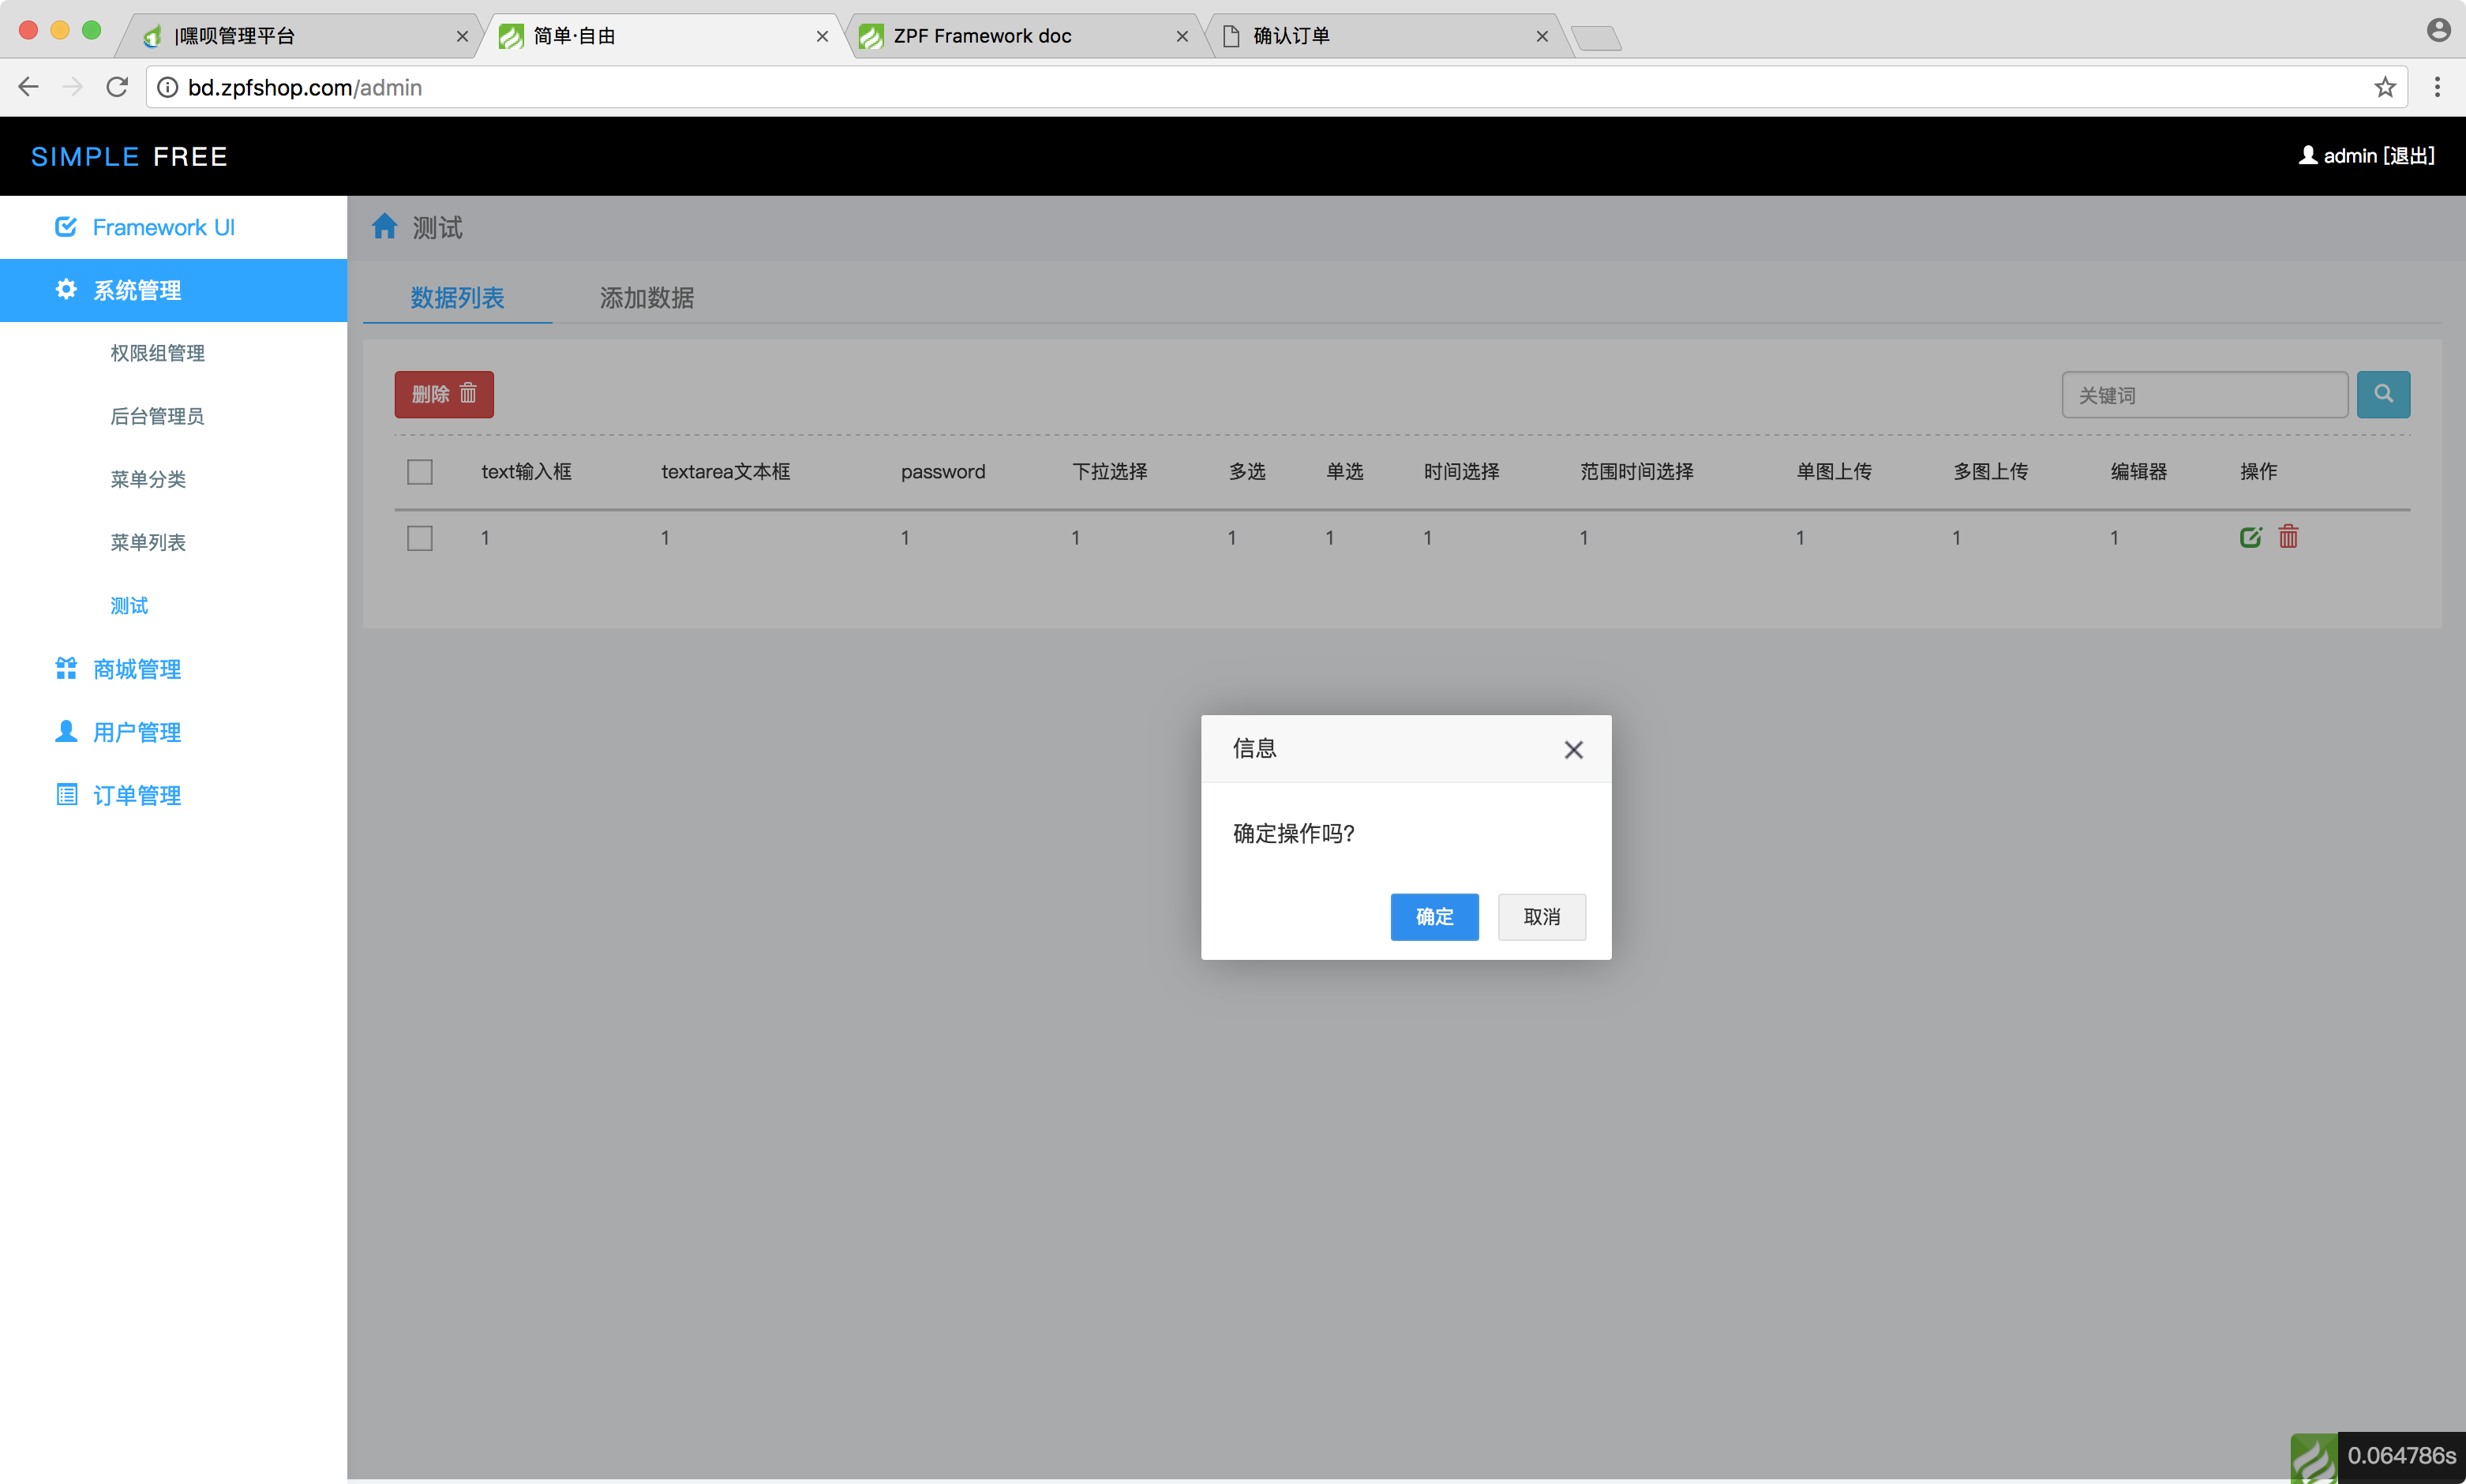 |嘿呗管理平台
简单·自由
ZPF Framework doc
确认订单
bd.zpfshop.com/admin
SIMPLE FREE
admin [退出]
Framework UI
系统管理
权限组管理
后台管理员
菜单分类
菜单列表
测试
商城管理
用户管理
订单管理
测试
数据列表 添加数据
删除
关键词
text输入框 textarea文本框 password 下拉选择 多选 单选 时间选择 范围时间选择 单图上传 多图上传 编辑器 操作
1 1 1 1 1 1 1 1 1 1 1
信息
确定操作吗?
确定 取消
0.064786s